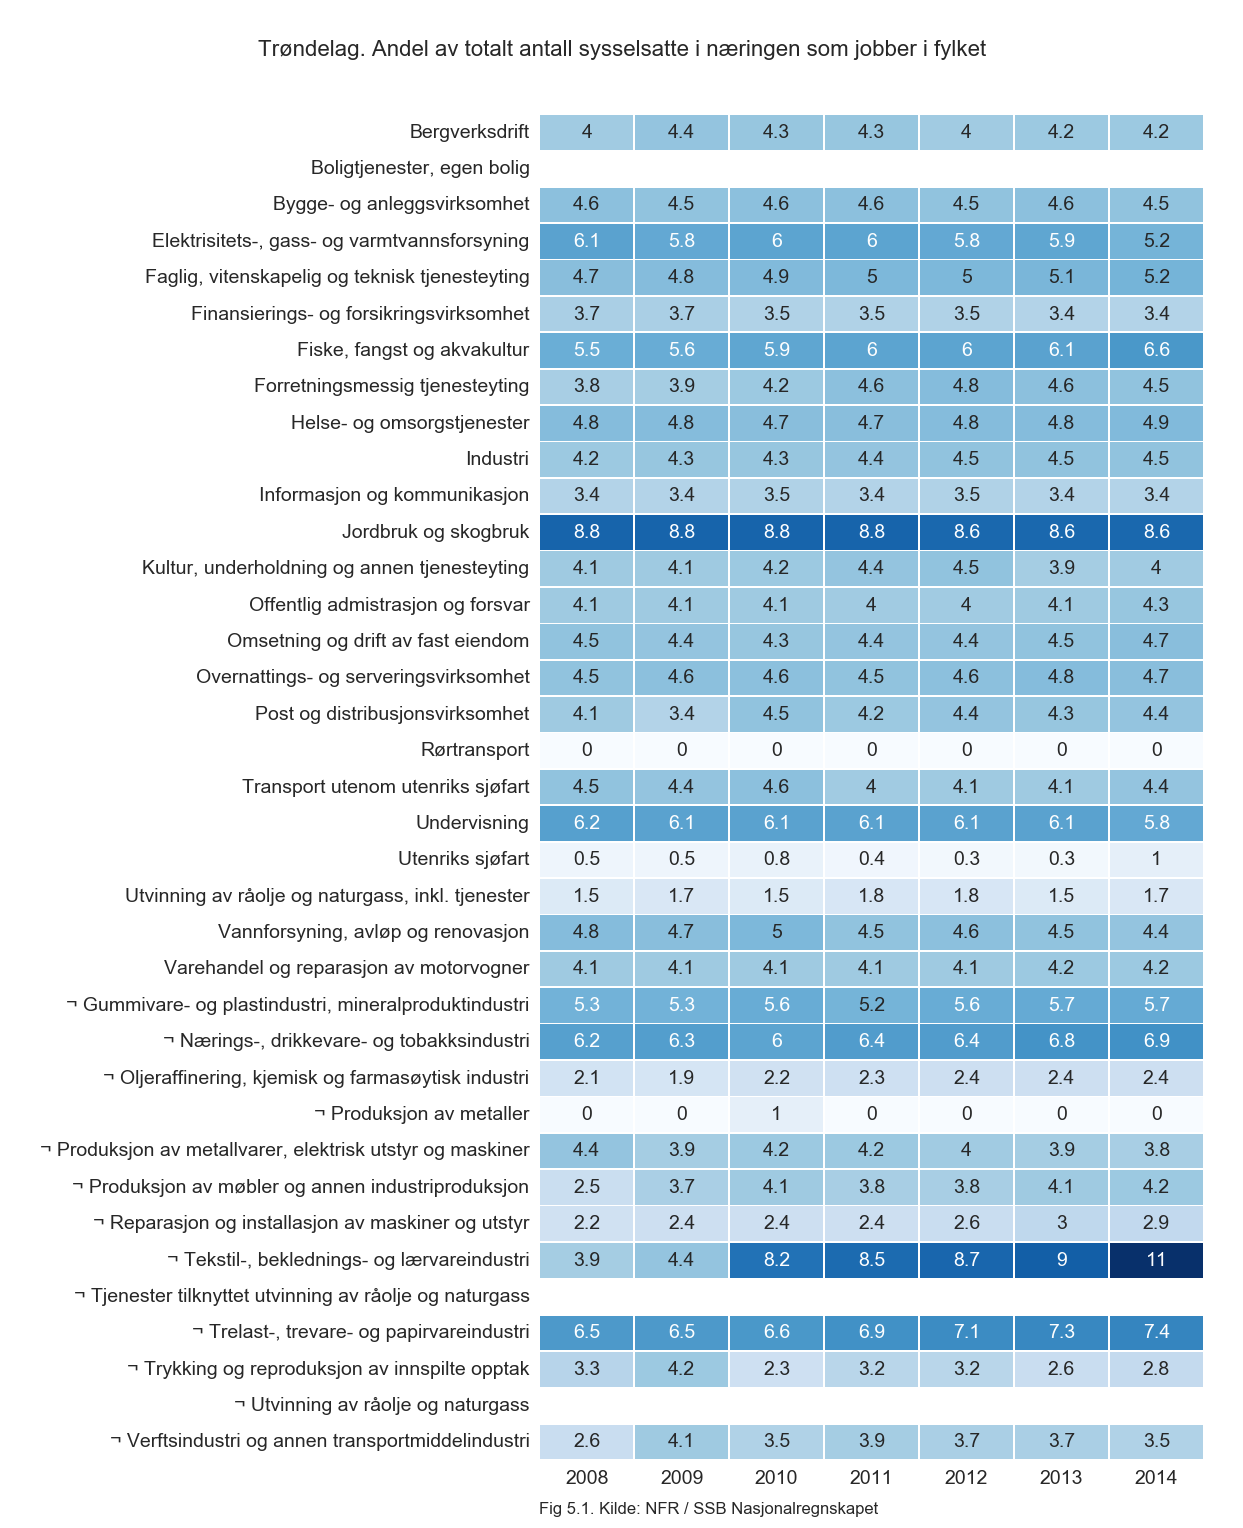 Trøndelag. Andel av totalt antall sysselsatte i næringen som jobber i fylket
Bergverksdrift 4 4.4 4.3 4.3 4 4.2 4.2
Boligtjenester, egen bolig
Bygge- og anleggsvirksomhet 4.6 4.5 4.6 4.6 4.5 4.6 4.5
Elektrisitets-, gass- og varmtvannsforsyning 6.1 5.8 6 6 5.8 5.9 5.2
Faglig, vitenskapelig og teknisk tjenesteyting 4.7 4.8 4.9 5 5 5.1 5.2
Finansierings- og forsikringsvirksomhet 3.7 3.7 3.5 3.5 3.5 3.4 3.4
Fiske, fangst og akvakultur 5.5 5.6 5.9 6 6 6.1 6.6
Forretningsmessig tjenesteyting 3.8 3.9 4.2 4.6 4.8 4.6 4.5
Helse- og omsorgstjenester 4.8 4.8 4.7 4.7 4.8 4.8 4.9
Industri 4.2 4.3 4.3 4.4 4.5 4.5 4.5
Informasjon og kommunikasjon 3.4 3.4 3.5 3.4 3.5 3.4 3.4
Jordbruk og skogbruk 8.8 8.8 8.8 8.8 8.6 8.6 8.6
Kultur, underholdning og annen tjenesteyting 4.1 4.1 4.2 4.4 4.5 3.9 4
Offentlig admistrasjon og forsvar 4.1 4.1 4.1 4 4 4.1 4.3
Omsetning og drift av fast eiendom 4.5 4.4 4.3 4.4 4.4 4.5 4.7
Overnattings- og serveringsvirksomhet 4.5 4.6 4.6 4.5 4.6 4.8 4.7
Post og distribusjonsvirksomhet 4.1 3.4 4.5 4.2 4.4 4.3 4.4
Rørtransport 0 0 0 0 0 0 0
Transport utenom utenriks sjøfart 4.5 4.4 4.6 4 4.1 4.1 4.4
Undervisning 6.2 6.1 6.1 6.1 6.1 6.1 5.8
Utenriks sjøfart 0.5 0.5 0.8 0.4 0.3 0.3 1
Utvinning av råolje og naturgass, inkl. tjenester 1.5 1.7 1.5 1.8 1.8 1.5 1.7
Vannforsyning, avløp og renovasjon 4.8 4.7 5 4.5 4.6 4.5 4.4
Varehandel og reparasjon av motorvogner 4.1 4.1 4.1 4.1 4.1 4.2 4.2
¬ Gummivare- og plastindustri, mineralproduktindustri 5.3 5.3 5.6 5.2 5.6 5.7 5.7
¬ Nærings-, drikkevare- og tobakksindustri 6.2 6.3 6 6.4 6.4 6.8 6.9
¬ Oljeraffinering, kjemisk og farmasøytisk industri 2.1 1.9 2.2 2.3 2.4 2.4 2.4
¬ Produksjon av metaller 0 0 1 0 0 0 0
¬ Produksjon av metallvarer, elektrisk utstyr og maskiner 4.4 3.9 4.2 4.2 4 3.9 3.8
¬ Produksjon av møbler og annen industriproduksjon 2.5 3.7 4.1 3.8 3.8 4.1 4.2
¬ Reparasjon og installasjon av maskiner og utstyr 2.2 2.4 2.4 2.4 2.6 3 2.9
¬ Tekstil-, beklednings- og lærvareindustri 3.9 4.4 8.2 8.5 8.7 9 11
¬ Tjenester tilknyttet utvinning av råolje og naturgass
¬ Trelast-, trevare- og papirvareindustri 6.5 6.5 6.6 6.9 7.1 7.3 7.4
¬ Trykking og reproduksjon av innspilte opptak 3.3 4.2 2.3 3.2 3.2 2.6 2.8
¬ Utvinning av råolje og naturgass
¬ Verftsindustri og annen transportmiddelindustri 2.6 4.1 3.5 3.9 3.7 3.7 3.5
2008 2009 2010 2011 2012 2013 2014
Fig 5.1. Kilde: NFR / SSB Nasjonalregnskapet